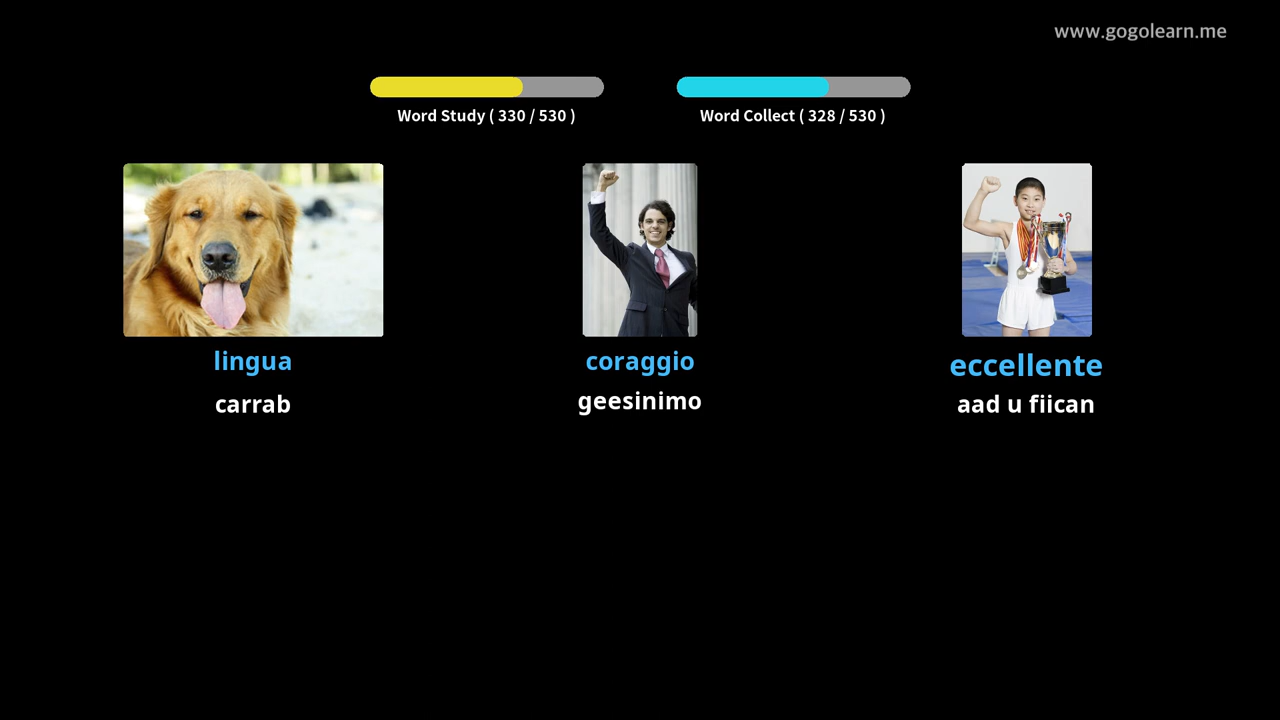 www.gogolearn.me
Word Study ( 330 / 530 )
Word Collect ( 328 / 530 )
lingua
coraggio
eccellente
carrab
geesinimo
aad u fiican